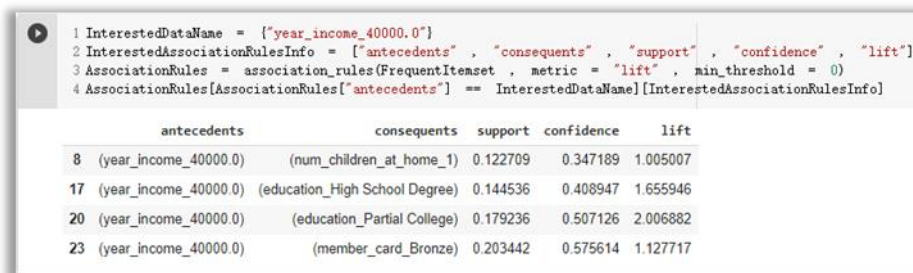 1 InterestedDataName = {"year_income_40000.0"}
2 InterestedAssociationRulesInfo = ["antecedents" , "consequents" , "support" , "confidence" , "lift"]
3 AssociationRules = association_rules(FrequentItemset , metric = "lift" , min_threshold = 0)
4 AssociationRules[AssociationRules["antecedents"] == InterestedDataName][InterestedAssociationRulesInfo]
antecedents consequents support confidence lift
8 (year_income_40000.0) (num_children_at_home_1) 0.122709 0.347189 1.005007
17 (year_income_40000.0) (education_High School Degree) 0.144536 0.408947 1.655946
20 (year_income_40000.0) (education_Partial College) 0.179236 0.507126 2.006882
23 (year_income_40000.0) (member_card_Bronze) 0.203442 0.575614 1.127717